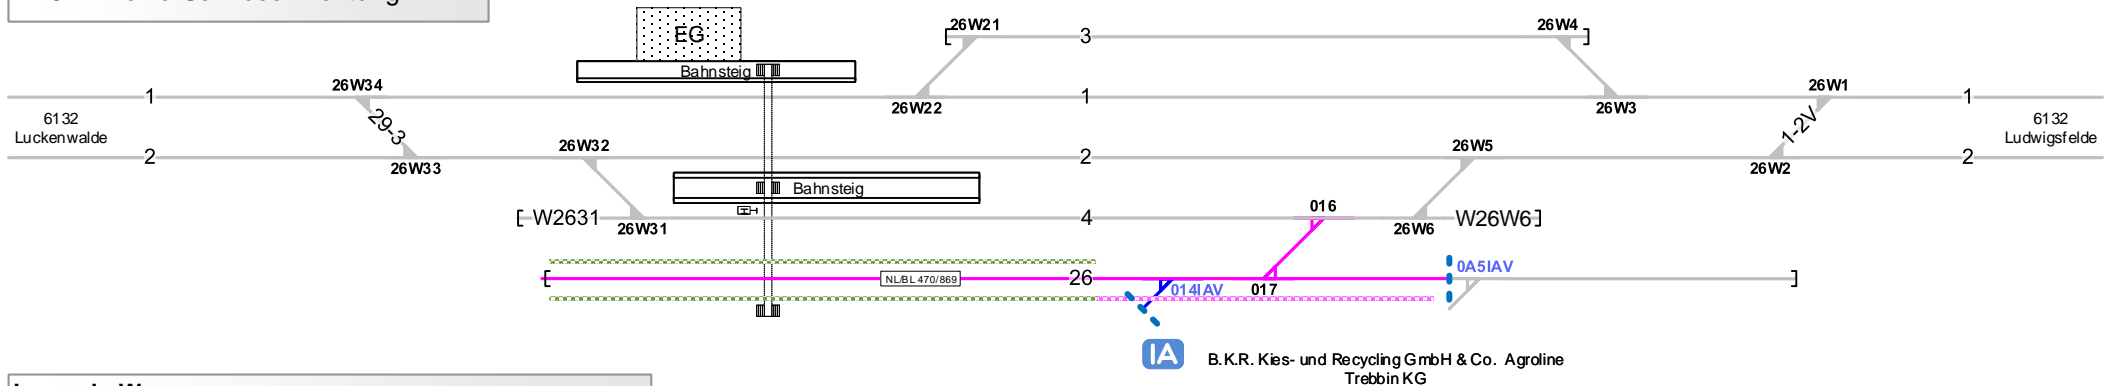 EG
26W21
3
26W4
Bahnsteig
26W34
26W22
26W3
26W1
1
1
1
6132
Luckenwalde
29-3
1-2V
6132
Ludwigsfelde
2
26W33
26W32
2
26W5
26W2
2
Bahnsteig
W2631
26W31
4
016
26W6
W26W6
NL/BL 470/869
26
014IAV
017
0A5IAV
IA
B.K.R. Kies- und Recycling GmbH & Co. Agroline
Trebbin KG